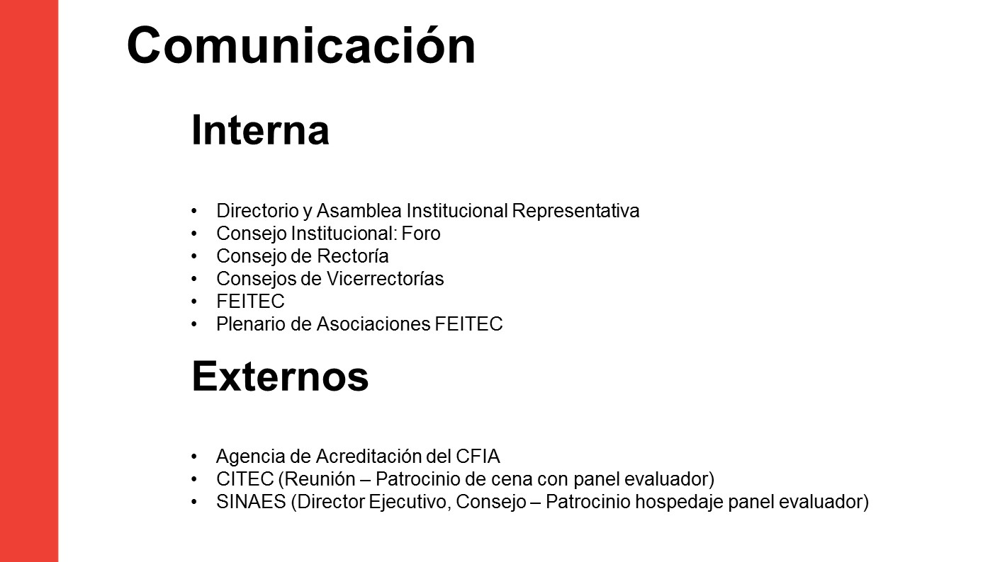 Comunicación
Interna
• Directorio y Asamblea Institucional Representativa
• Consejo Institucional: Foro
• Consejo de Rectoría
• Consejos de Vicerrectorías
• FEITEC
• Plenario de Asociaciones FEITEC
Externos
• Agencia de Acreditación del CFIA
• CITEC (Reunión – Patrocinio de cena con panel evaluador)
• SINAES (Director Ejecutivo, Consejo – Patrocinio hospedaje panel evaluador)